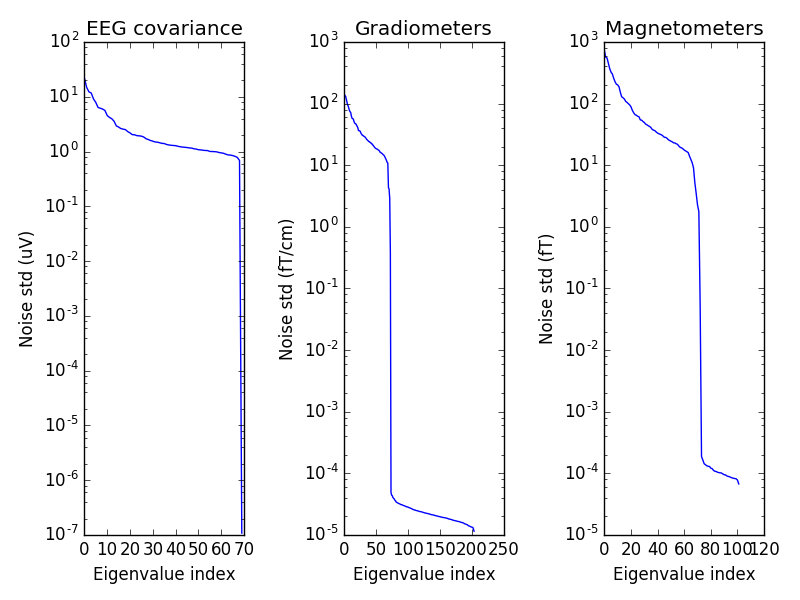 EEG covariance
Noise std (uV)
10^2
10^1
10^0
10^-1
10^-2
10^-3
10^-4
10^-5
10^-6
10^-7
0 10 20 30 40 50 60 70
Eigenvalue index
Gradiometers
Noise std (fT/cm)
10^3
10^2
10^1
10^0
10^-1
10^-2
10^-3
10^-4
10^-5
0 50 100 150 200 250
Eigenvalue index
Magnetometers
Noise std (fT)
10^3
10^2
10^1
10^0
10^-1
10^-2
10^-3
10^-4
10^-5
0 20 40 60 80 100 120
Eigenvalue index